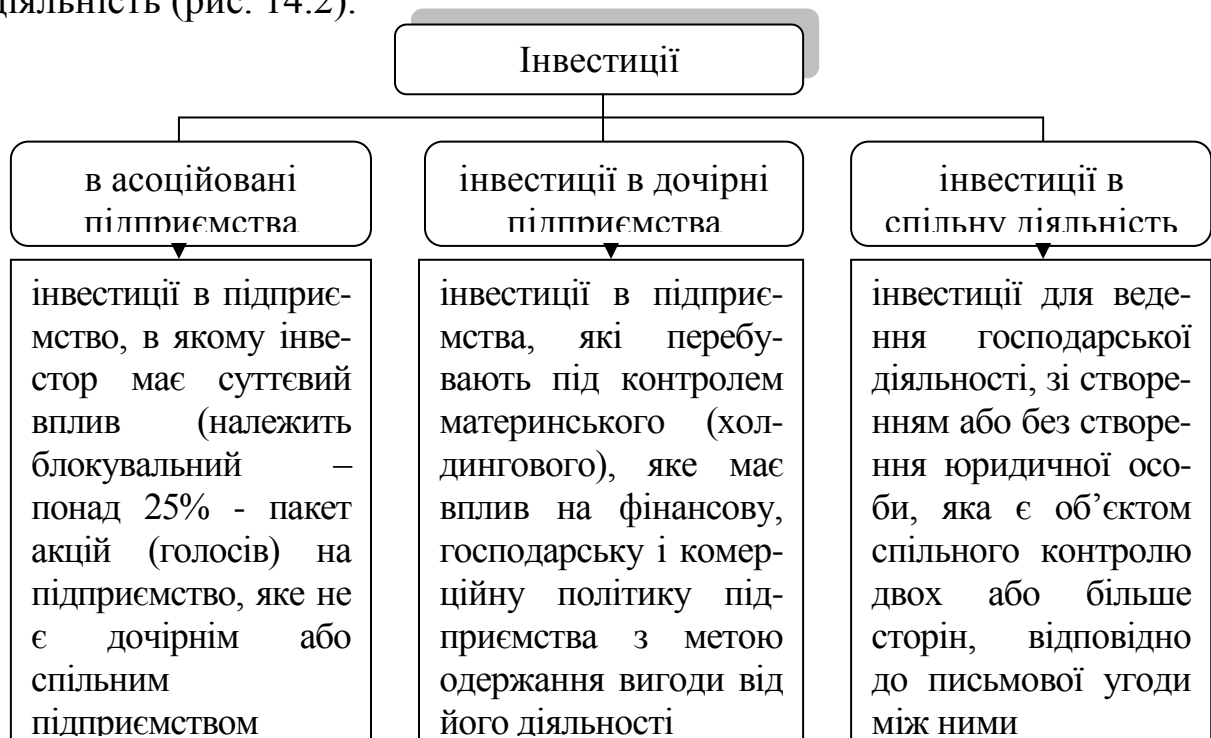 діяльність (рис. 14.2).
Інвестиції
в асоційовані
підприємства
інвестиції в дочірні
підприємства
інвестиції в
спільну діяльність
інвестиції в підприє-
мство, в якому інве-
стор має суттєвий
вплив (належить
блокувальний –
понад 25% - пакет
акцій (голосів) на
підприємство, яке не
є дочірнім або
спільним
підприємством
інвестиції в підприє-
мства, які перебу-
вають під контролем
материнського (хол-
дингового), яке має
вплив на фінансову,
господарську і комер-
ційну політику під-
приємства з метою
одержання вигоди від
його діяльності
інвестиції для веде-
ння господарської
діяльності, зі створе-
нням або без створе-
ння юридичної осо-
би, яка є об’єктом
спільного контролю
двох або більше
сторін, відповідно
до письмової угоди
між ними